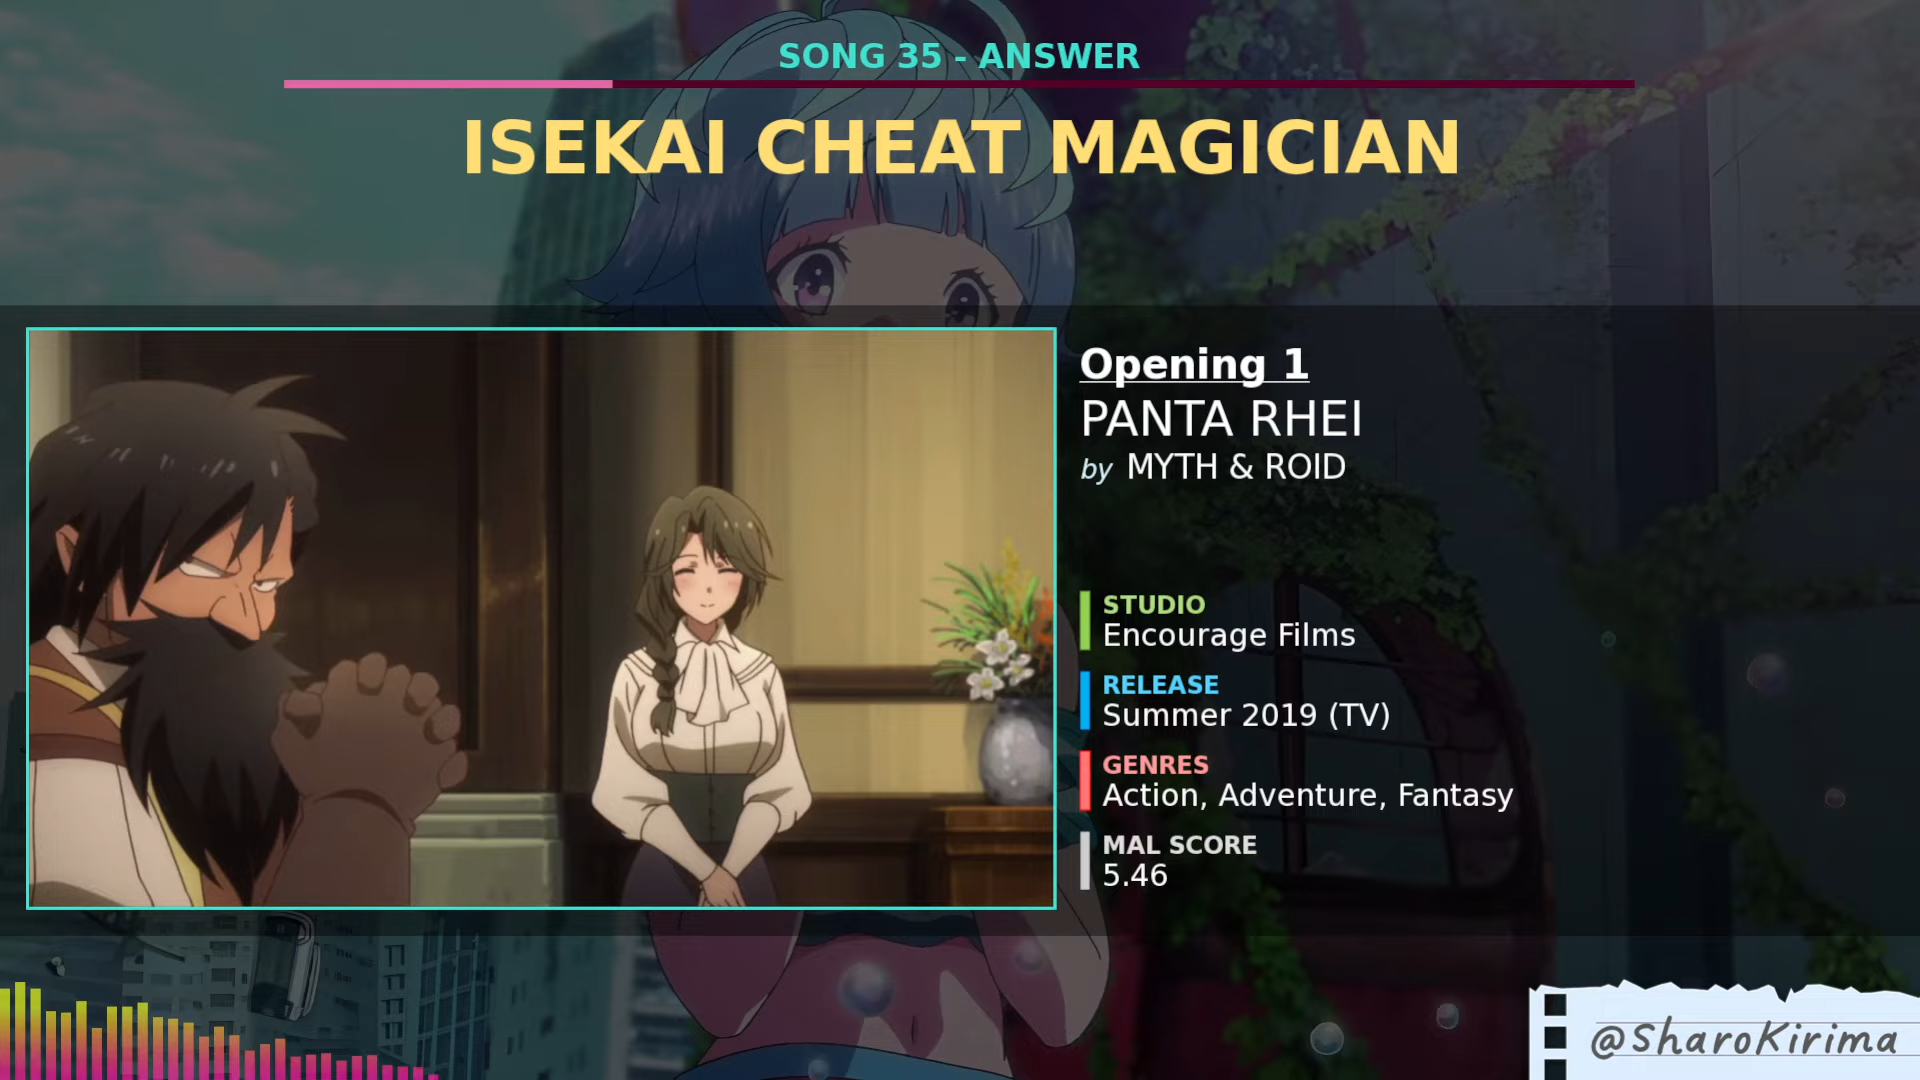 SONG 35 - ANSWER
ISEKAI CHEAT MAGICIAN
Opening 1
PANTA RHEI
by MYTH & ROID
STUDIO
Encourage Films
RELEASE
Summer 2019 (TV)
GENRES
Action, Adventure, Fantasy
MAL SCORE
5.46
@SharoKirima